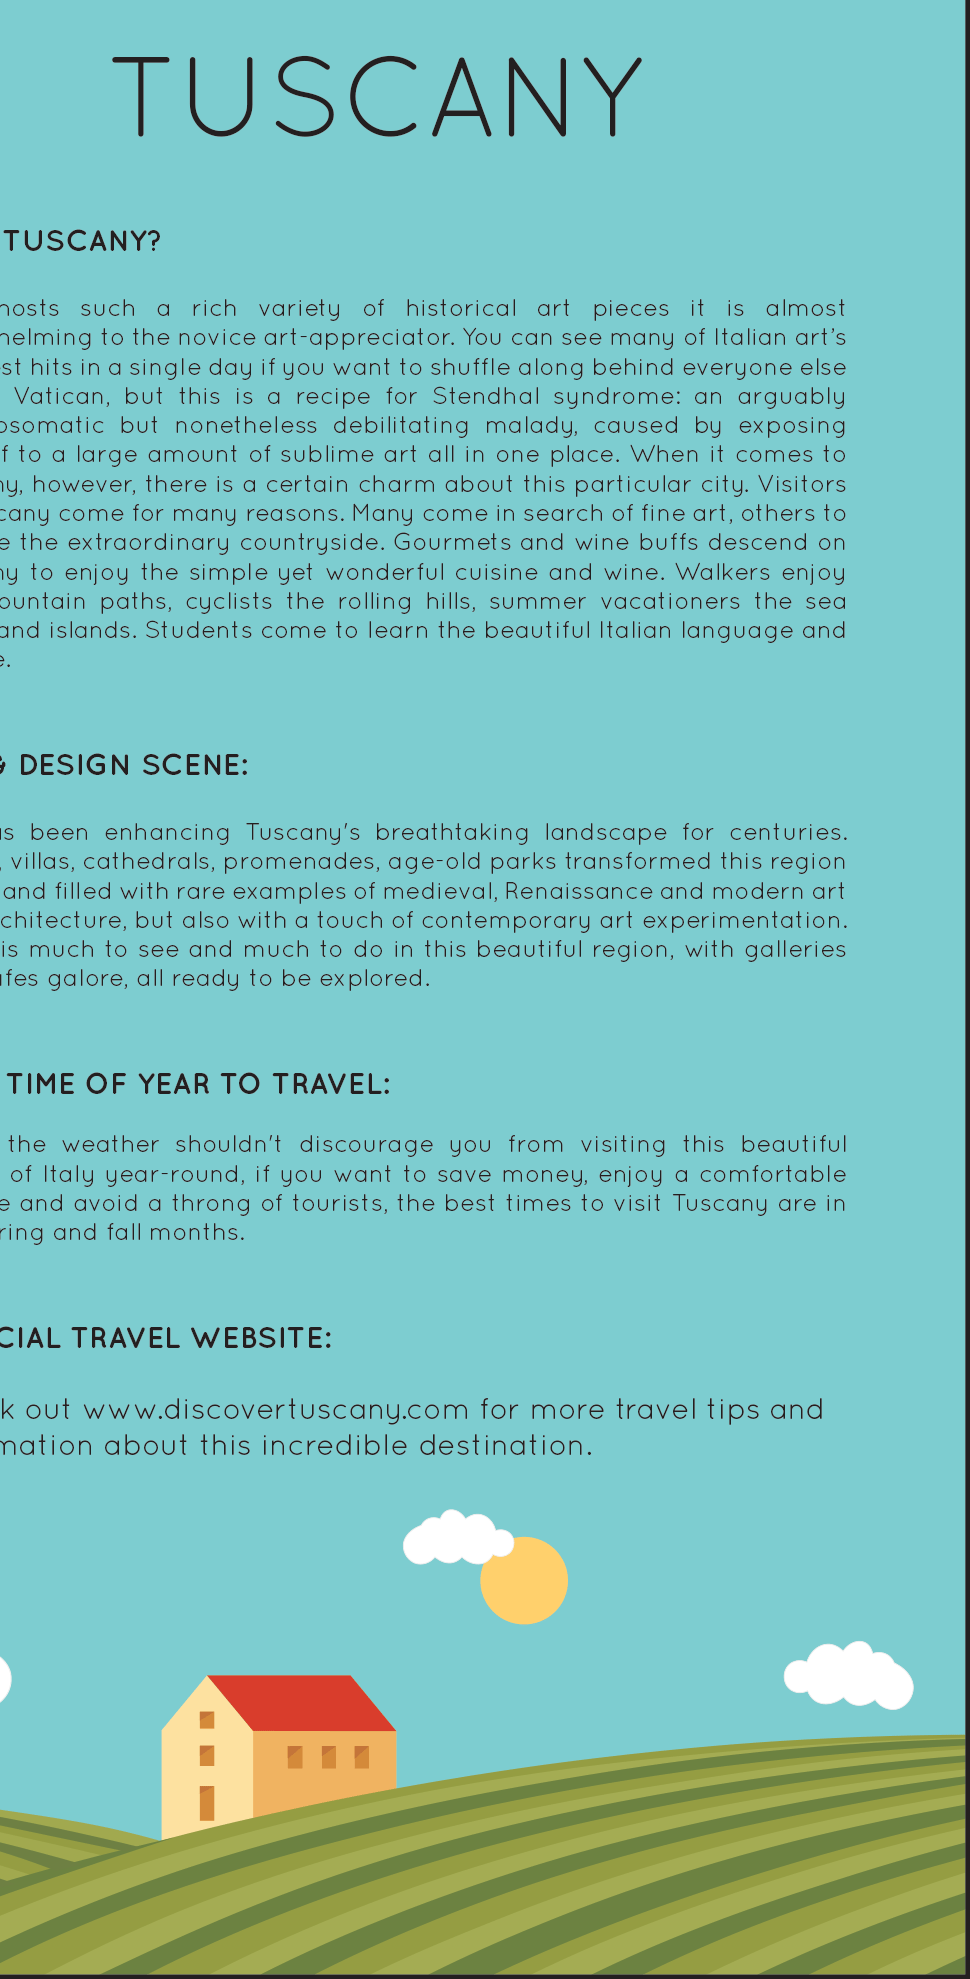 TUSCANY
TUSCANY?
hosts such a rich variety of historical art pieces it is almost
helming to the novice art-appreciator. You can see many of Italian art’s
st hits in a single day if you want to shuffle along behind everyone else
Vatican, but this is a recipe for Stendhal syndrome: an arguably
osomatic but nonetheless debilitating malady, caused by exposing
f to a large amount of sublime art all in one place. When it comes to
ny, however, there is a certain charm about this particular city. Visitors
cany come for many reasons. Many come in search of fine art, others to
e the extraordinary countryside. Gourmets and wine buffs descend on
ny to enjoy the simple yet wonderful cuisine and wine. Walkers enjoy
ountain paths, cyclists the rolling hills, summer vacationers the sea
and islands. Students come to learn the beautiful Italian language and
e.
& DESIGN SCENE:
as been enhancing Tuscany's breathtaking landscape for centuries.
, villas, cathedrals, promenades, age-old parks transformed this region
and filled with rare examples of medieval, Renaissance and modern art
chitecture, but also with a touch of contemporary art experimentation.
is much to see and much to do in this beautiful region, with galleries
afes galore, all ready to be explored.
TIME OF YEAR TO TRAVEL:
the weather shouldn't discourage you from visiting this beautiful
of Italy year-round, if you want to save money, enjoy a comfortable
e and avoid a throng of tourists, the best times to visit Tuscany are in
ring and fall months.
CIAL TRAVEL WEBSITE:
k out www.discovertuscany.com for more travel tips and
mation about this incredible destination.